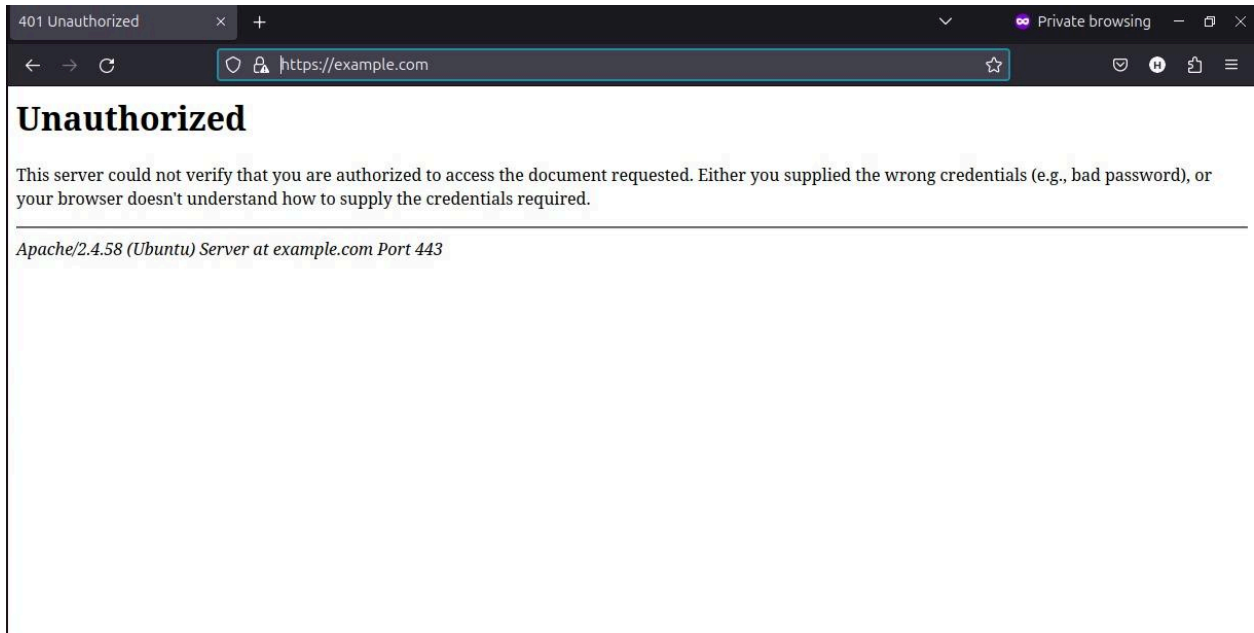 401 Unauthorized
Private browsing
https://example.com
H
Unauthorized
This server could not verify that you are authorized to access the document requested. Either you supplied the wrong credentials (e.g., bad password), or
your browser doesn't understand how to supply the credentials required.
Apache/2.4.58 (Ubuntu) Server at example.com Port 443